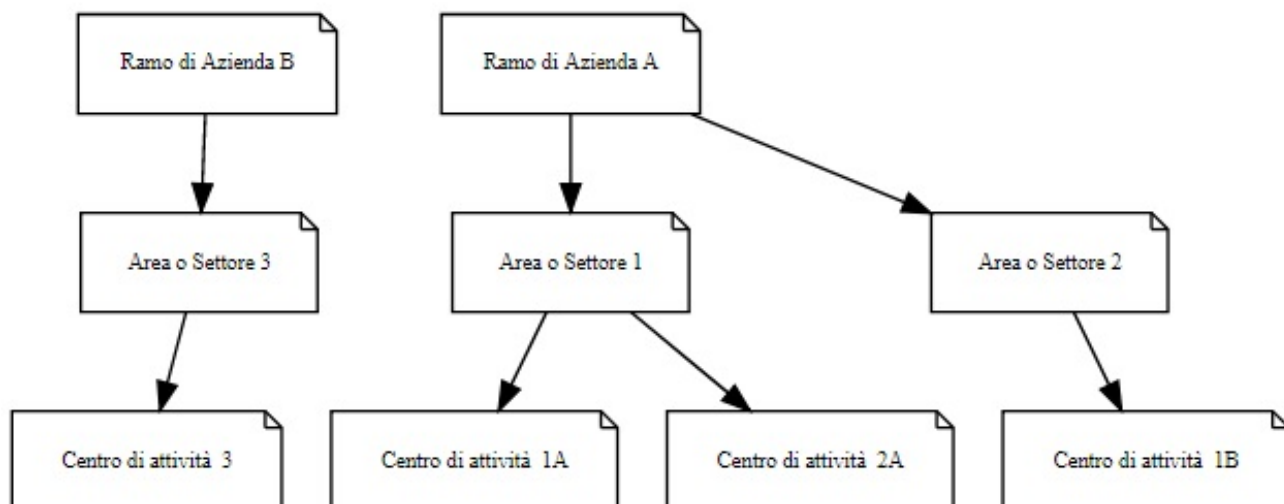 Ramo di Azienda B
Ramo di Azienda A
Area o Settore 3
Area o Settore 1
Area o Settore 2
Centro di attività 3
Centro di attività 1A
Centro di attività 2A
Centro di attività 1B